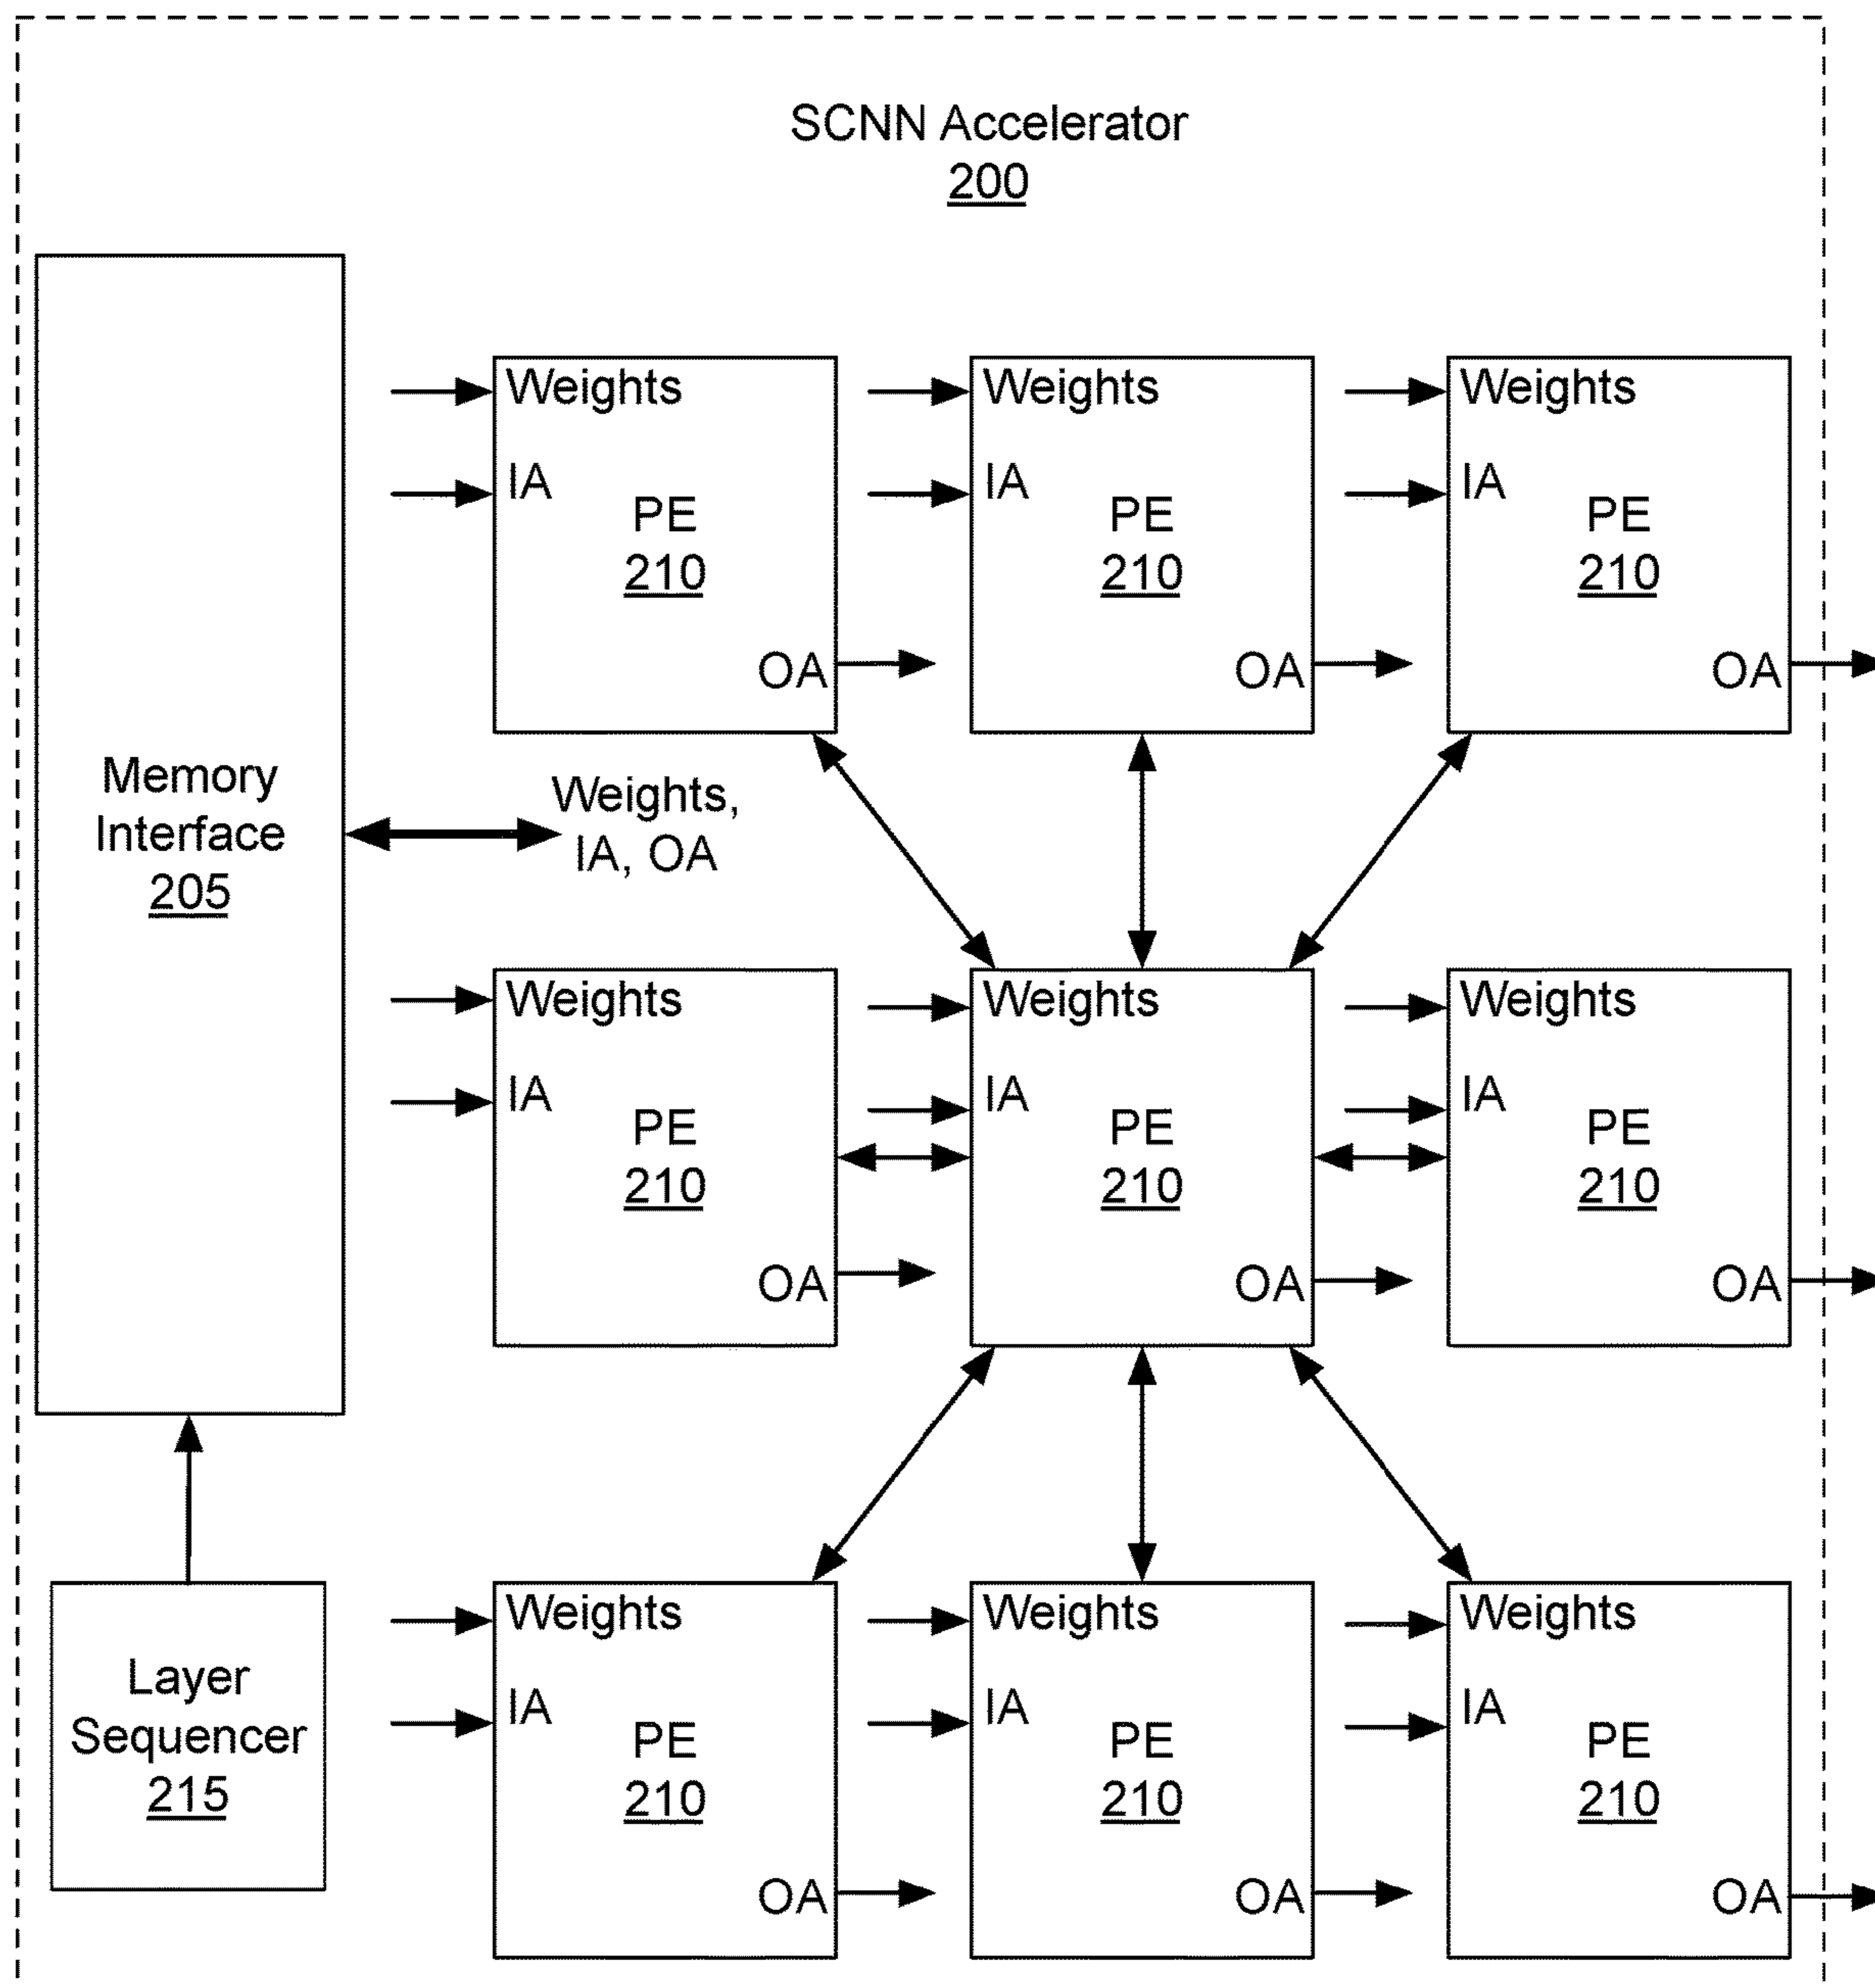 SCNN Accelerator
200
Memory
Interface
205
Weights
IA
PE
210
OA
Weights
IA
PE
210
OA
Weights
IA
PE
210
OA
Weights,
IA, OA
Weights
IA
PE
210
OA
Weights
IA
PE
210
OA
Weights
IA
PE
210
OA
Layer
Sequencer
215
Weights
IA
PE
210
OA
Weights
IA
PE
210
OA
Weights
IA
PE
210
OA